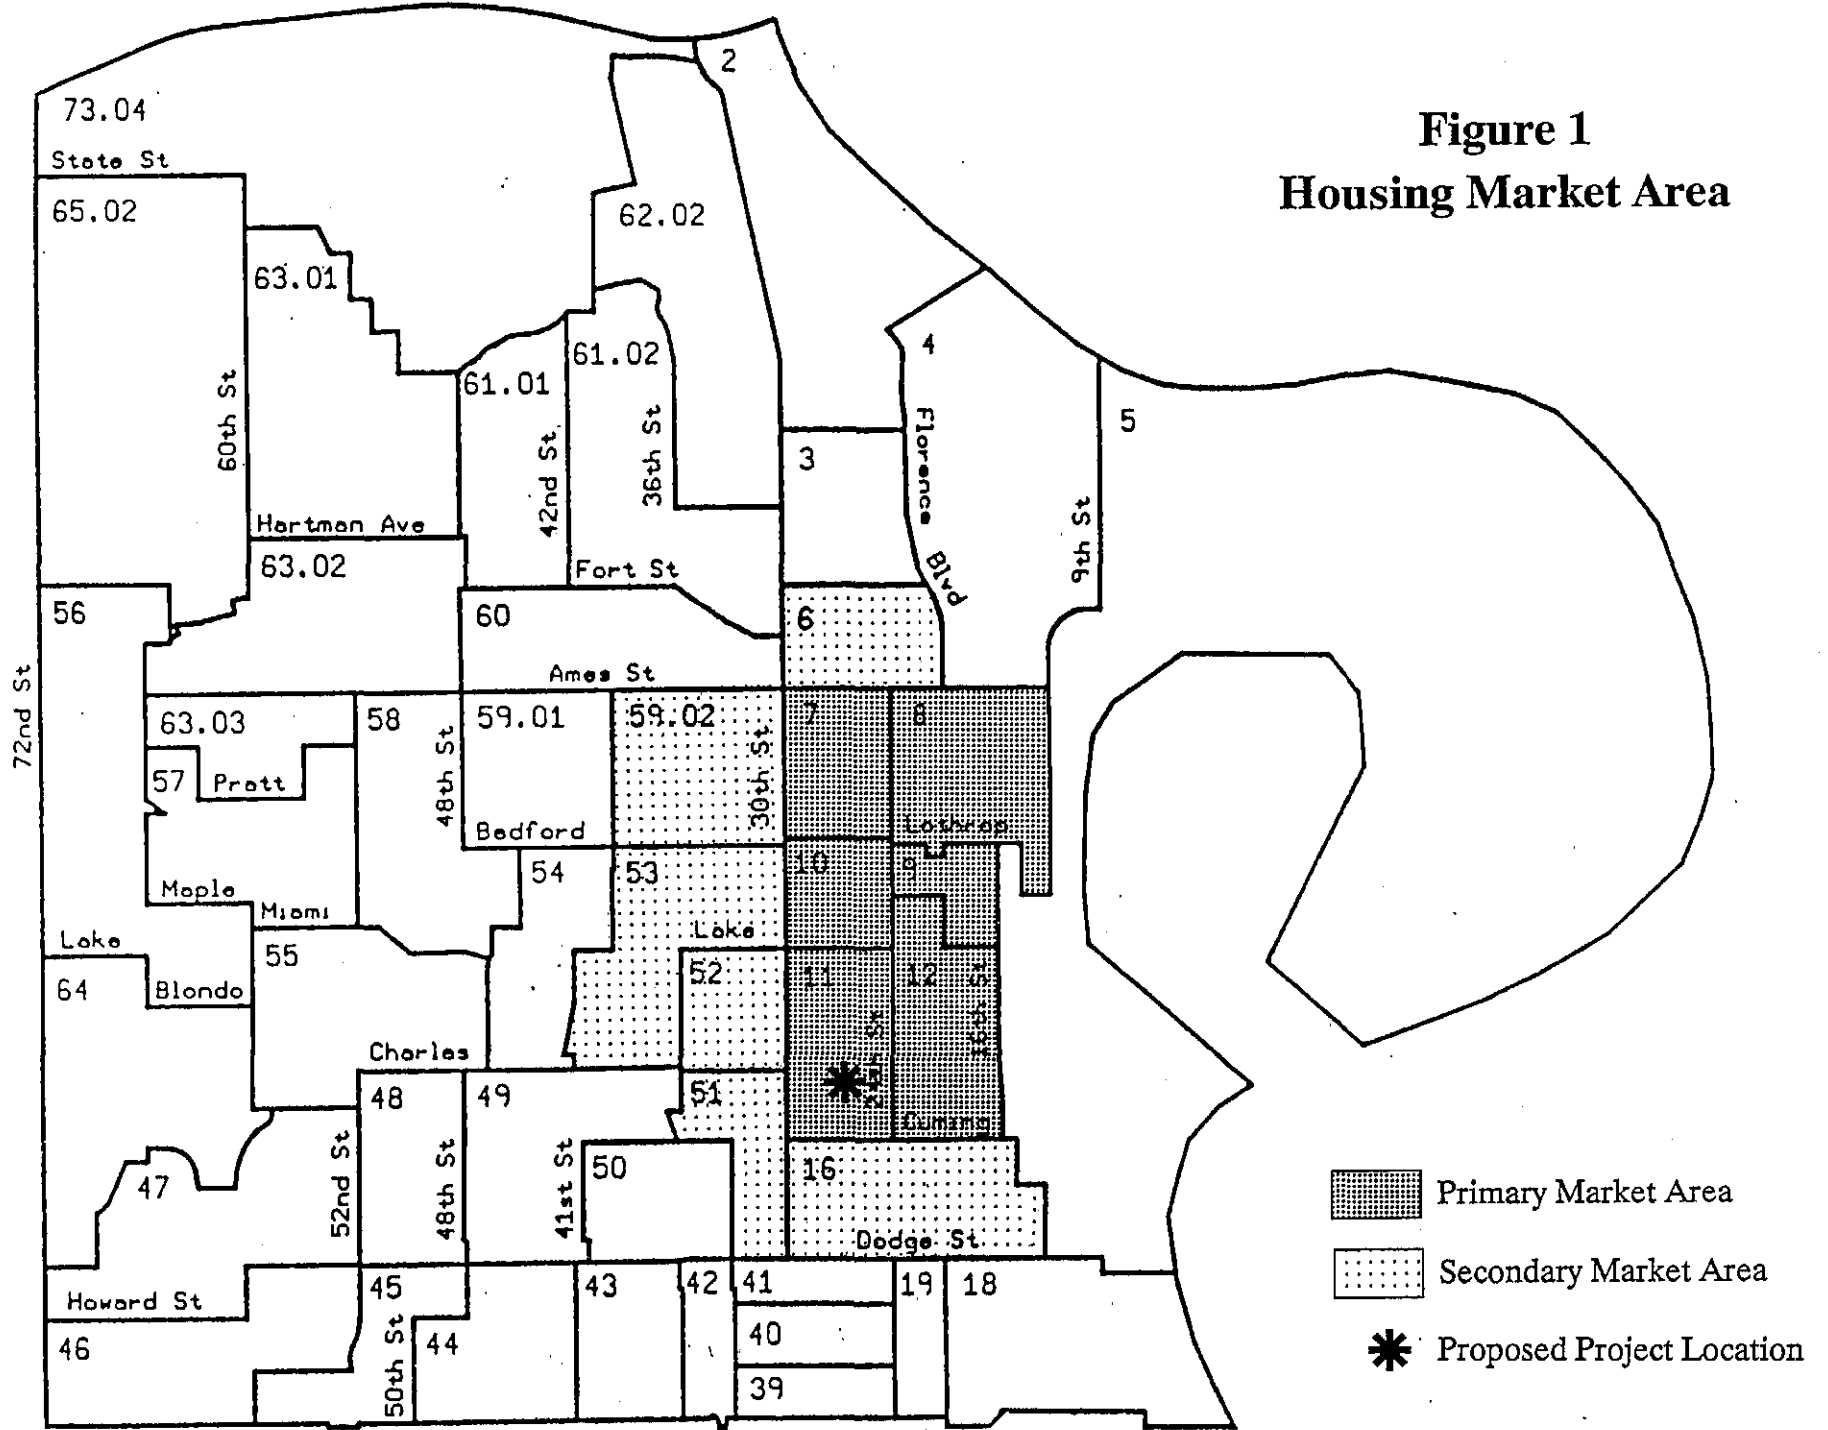 2
Figure 1
Housing Market Area
73.04
State St
65.02
62.02
63.01
61.02
4
61.01
60th St
36th St
42nd St
Florence Blvd
5
3
9th St
Hartman Ave
63.02
Fort St
56
60
6
Ames St
72nd St
63.03
58
59.01
59.02
7
8
48th St
30th St
57
Pratt
Bedford
Lothrop
54
53
10
9
Maple
Miami
Lake
Lake
55
52
11
12
16th St
64
Blondo
24th St
Charles
48
49
51
Cuming
52nd St
48th St
41st St
50
16
47
Primary Market Area
Dodge St
Secondary Market Area
45
43
42
41
19
18
Howard St
50th St
46
44
40
Proposed Project Location
39